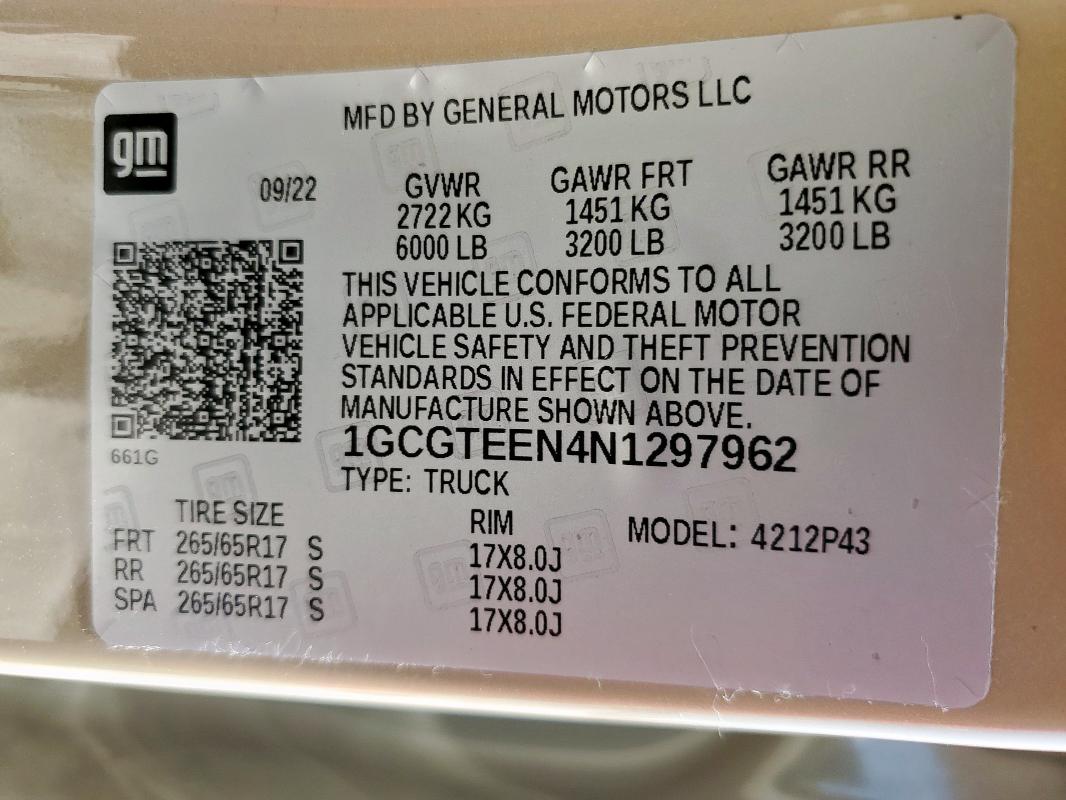 MFD BY GENERAL MOTORS LLC
gm
09/22 GVWR GAWR FRT GAWR RR
2722 KG 1451 KG 1451 KG
6000 LB 3200 LB 3200 LB
THIS VEHICLE CONFORMS TO ALL
APPLICABLE U.S. FEDERAL MOTOR
VEHICLE SAFETY AND THEFT PREVENTION
STANDARDS IN EFFECT ON THE DATE OF
MANUFACTURE SHOWN ABOVE.
661G
1GCGTEEN4N1297962
TYPE: TRUCK
TIRE SIZE RIM MODEL: 4212P43
FRT 265/65R17 S 17X8.0J
RR 265/65R17 S 17X8.0J
SPA 265/65R17 S 17X8.0J